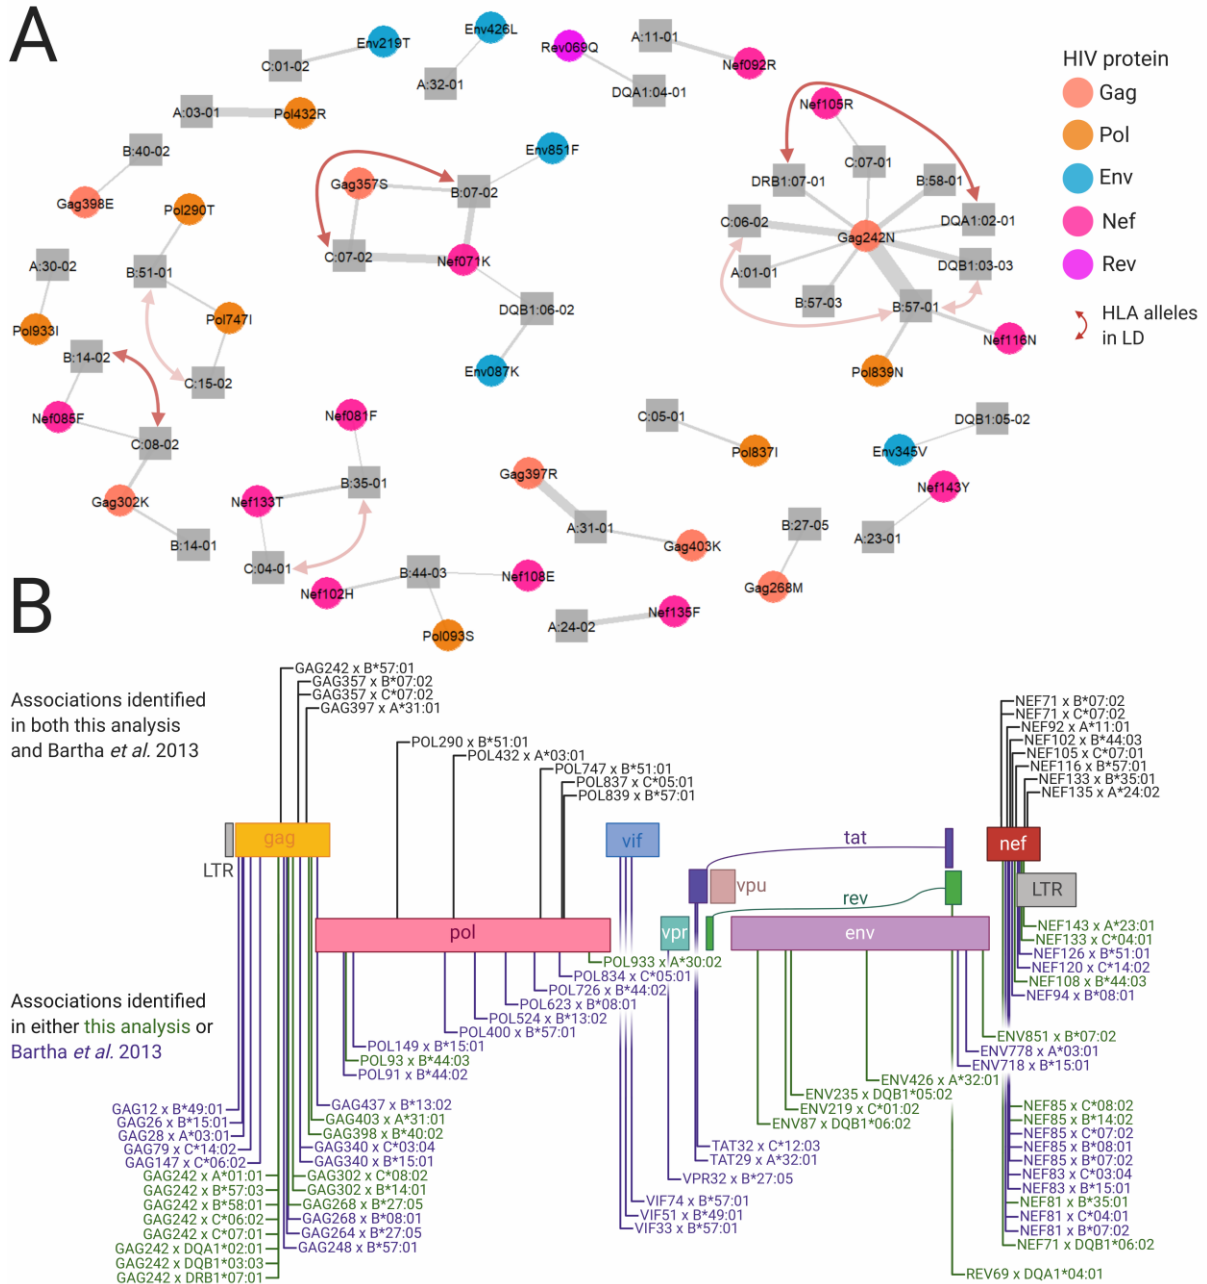 A
Env219T
C:01-02
Env426L
A:32-01
Rev069Q
DQA1:04-01
A:11-01
Nef092R
HIV protein
Gag
Pol
Env
Nef
Rev
HLA alleles
in LD
A:03-01
Pol432R
B:40-02
Gag398E
Pol290T
B:51-01
Pol747I
C:15-02
A:30-02
Pol933I
Env851F
Gag357S
B:07-02
C:07-02
Nef071K
DQB1:06-02
Env087K
Nef105R
C:07-01
DRB1:07-01
B:58-01
C:06-02
DQA1:02-01
Gag242N
A:01-01
DQB1:03-03
B:57-03
B:57-01
Nef116N
Pol839N
B:14-02
Nef085F
C:08-02
Gag302K
B:14-01
Nef081F
B:35-01
Nef133T
C:04-01
Nef102H
B:44-03
Nef108E
Pol093S
Gag397R
A:31-01
Gag403K
A:24-02
Nef135F
C:05-01
Pol837I
DQB1:05-02
Env345V
Nef143Y
A:23-01
B:27-05
Gag268M
B
Associations identified
in both this analysis
and Bartha et al. 2013
GAG242 x B*57:01
GAG357 x B*07:02
GAG357 x C*07:02
GAG397 x A*31:01
POL290 x B*51:01
POL432 x A*03:01
POL747 x B*51:01
POL837 x C*05:01
POL839 x B*57:01
NEF71 x B*07:02
NEF71 x C*07:02
NEF92 x A*11:01
NEF102 x B*44:03
NEF105 x C*07:01
NEF116 x B*57:01
NEF133 x B*35:01
NEF135 x A*24:02
LTR
gag
pol
vif
vpr
vpu
tat
rev
env
nef
LTR
Associations identified
in either this analysis or
Bartha et al. 2013
POL933 x A*30:02
POL834 x C*05:01
POL726 x B*44:02
POL623 x B*08:01
POL524 x B*13:02
POL400 x B*57:01
POL149 x B*15:01
POL93 x B*44:03
POL91 x B*44:02
GAG12 x B*49:01
GAG26 x B*15:01
GAG28 x A*03:01
GAG79 x C*14:02
GAG147 x C*06:02
GAG242 x A*01:01
GAG242 x B*57:03
GAG242 x B*58:01
GAG242 x C*06:02
GAG242 x C*07:01
GAG242 x DQA1*02:01
GAG242 x DQB1*03:03
GAG242 x DRB1*07:01
GAG437 x B*13:02
GAG403 x A*31:01
GAG398 x B*40:02
GAG340 x C*03:04
GAG340 x B*15:01
GAG302 x C*08:02
GAG302 x B*14:01
GAG268 x B*27:05
GAG268 x B*08:01
GAG264 x B*27:05
GAG248 x B*57:01
TAT32 x C*12:03
TAT29 x A*32:01
VPR32 x B*27:05
VIF74 x B*57:01
VIF51 x B*49:01
VIF33 x B*57:01
ENV851 x B*07:02
ENV778 x A*03:01
ENV718 x B*15:01
ENV426 x A*32:01
ENV235 x DQB1*05:02
ENV219 x C*01:02
ENV87 x DQB1*06:02
NEF143 x A*23:01
NEF133 x C*04:01
NEF126 x B*51:01
NEF120 x C*14:02
NEF108 x B*44:03
NEF94 x B*08:01
NEF85 x C*08:02
NEF85 x B*14:02
NEF85 x C*07:02
NEF85 x B*08:01
NEF85 x B*07:02
NEF83 x C*03:04
NEF83 x B*15:01
NEF81 x B*35:01
NEF81 x C*04:01
NEF81 x B*07:02
NEF71 x DQB1*06:02
REV69 x DQA1*04:01